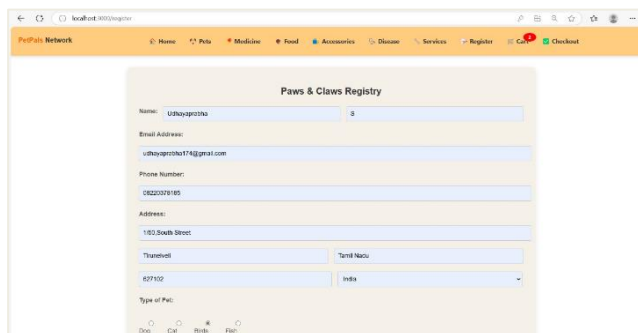 localhost:3000/register
PetPals Network Home Pets Medicine Food Accessories Disease Services Register Cart Checkout
Paws & Claws Registry
Name: Udhayaprabha S
Email Address:
udhayaprabha174@gmail.com
Phone Number:
Address:
1/60,South Street
Tirunelveli Tamil Nadu
627102 India
Type of Pet:
Dog Cat Birds Fish